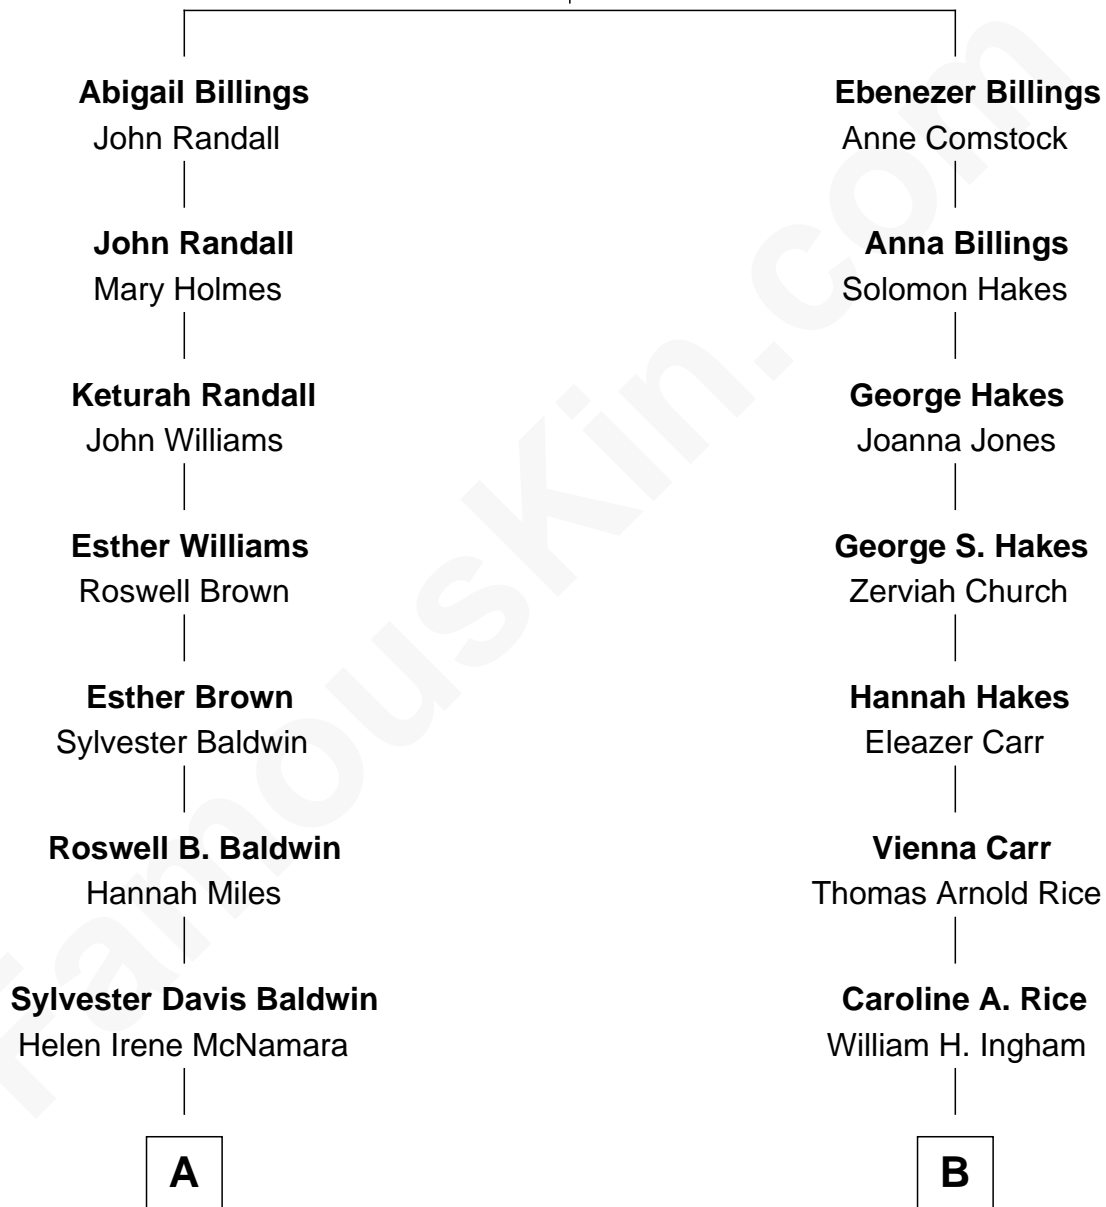 Abigail Billings
John Randall
John Randall
Mary Holmes
Keturah Randall
John Williams
Esther Williams
Roswell Brown
Esther Brown
Sylvester Baldwin
Roswell B. Baldwin
Hannah Miles
Sylvester Davis Baldwin
Helen Irene McNamara
A
Ebenezer Billings
Anne Comstock
Anna Billings
Solomon Hakes
George Hakes
Joanna Jones
George S. Hakes
Zerviah Church
Hannah Hakes
Eleazer Carr
Vienna Carr
Thomas Arnold Rice
Caroline A. Rice
William H. Ingham
B
FamousKin.com